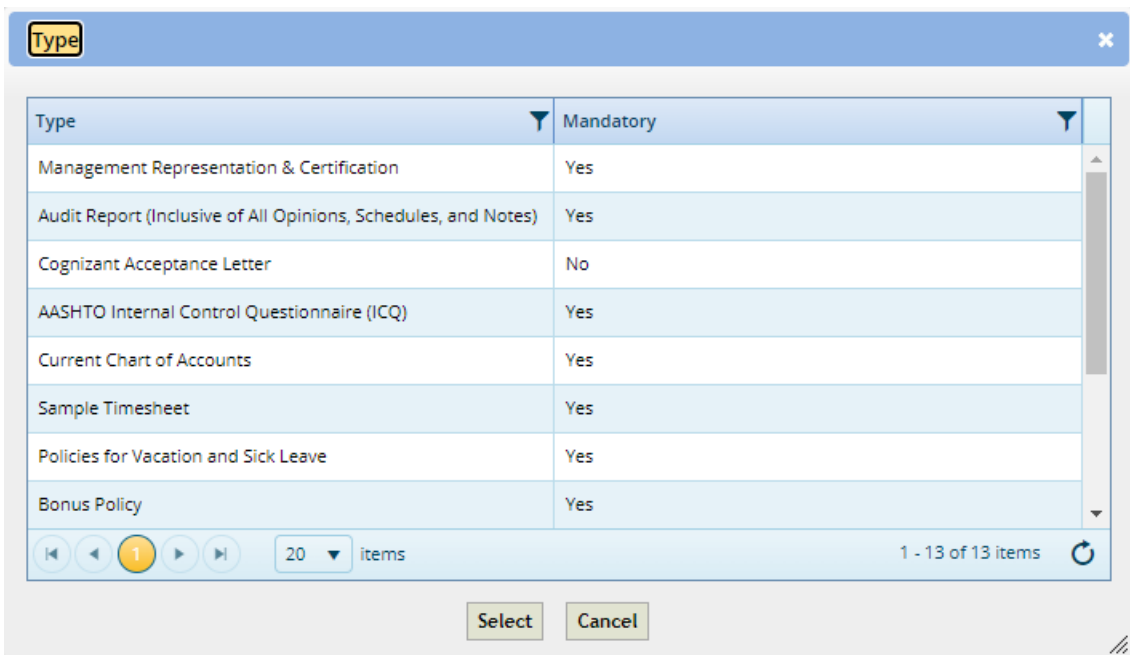 Type
Type Mandatory
Management Representation & Certification Yes
Audit Report (Inclusive of All Opinions, Schedules, and Notes) Yes
Cognizant Acceptance Letter No
AASHTO Internal Control Questionnaire (ICQ) Yes
Current Chart of Accounts Yes
Sample Timesheet Yes
Policies for Vacation and Sick Leave Yes
Bonus Policy Yes
1 20 items 1 - 13 of 13 items
Select Cancel